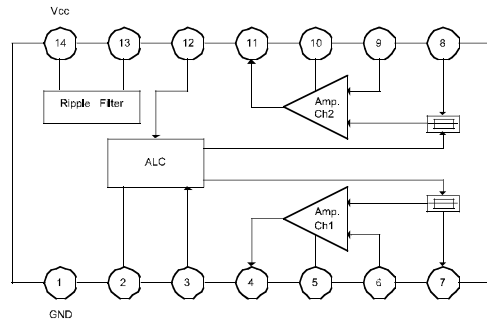 Vcc
14 13 12 11 10 9 8
Ripple Filter
Amp.
Ch2
ALC
Amp.
Ch1
1 2 3 4 5 6 7
GND